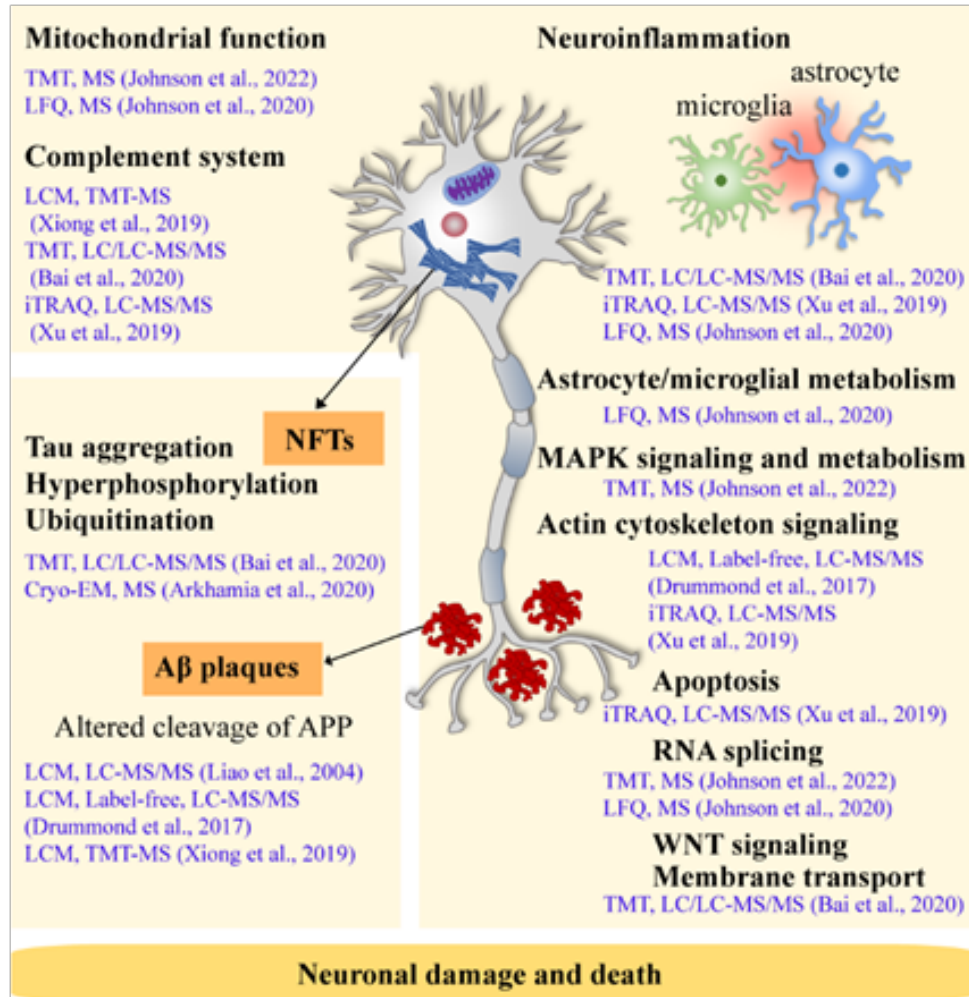 Mitochondrial function
TMT, MS (Johnson et al., 2022)
LFQ, MS (Johnson et al., 2020)
Complement system
LCM, TMT-MS
(Xiong et al., 2019)
TMT, LC/LC-MS/MS
(Bai et al., 2020)
iTRAQ, LC-MS/MS
(Xu et al., 2019)
NFTs
Tau aggregation
Hyperphosphorylation
Ubiquitination
TMT, LC/LC-MS/MS (Bai et al., 2020)
Cryo-EM, MS (Arkhamia et al., 2020)
Aβ plaques
Altered cleavage of APP
LCM, LC-MS/MS (Liao et al., 2004)
LCM, Label-free, LC-MS/MS
(Drummond et al., 2017)
LCM, TMT-MS (Xiong et al., 2019)
Neuroinflammation
astrocyte
microglia
TMT, LC/LC-MS/MS (Bai et al., 2020)
iTRAQ, LC-MS/MS (Xu et al., 2019)
LFQ, MS (Johnson et al., 2020)
Astrocyte/microglial metabolism
LFQ, MS (Johnson et al., 2020)
MAPK signaling and metabolism
TMT, MS (Johnson et al., 2022)
Actin cytoskeleton signaling
LCM, Label-free, LC-MS/MS
(Drummond et al., 2017)
iTRAQ, LC-MS/MS
(Xu et al., 2019)
Apoptosis
iTRAQ, LC-MS/MS (Xu et al., 2019)
RNA splicing
TMT, MS (Johnson et al., 2022)
LFQ, MS (Johnson et al., 2020)
WNT signaling
Membrane transport
TMT, LC/LC-MS/MS (Bai et al., 2020)
Neuronal damage and death